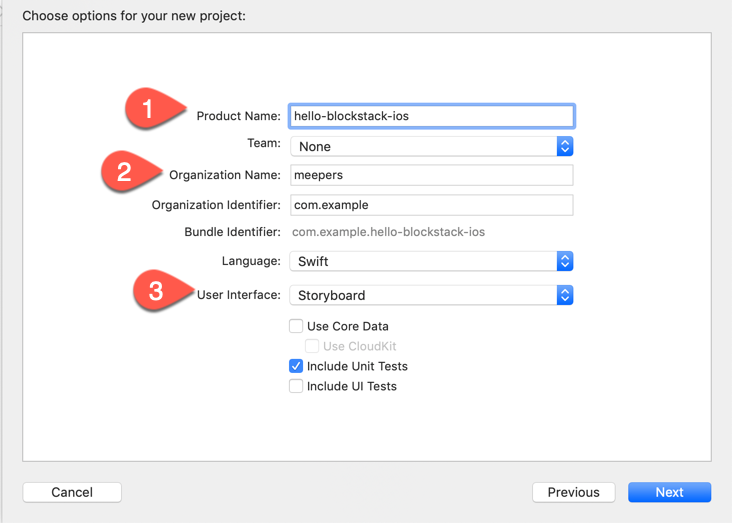 Choose options for your new project:
1 Product Name: hello-blockstack-ios
Team: None
2 Organization Name: meepers
Organization Identifier: com.example
Bundle Identifier: com.example.hello-blockstack-ios
Language: Swift
3 User Interface: Storyboard
Use Core Data
Use CloudKit
Include Unit Tests
Include UI Tests
Cancel Previous Next